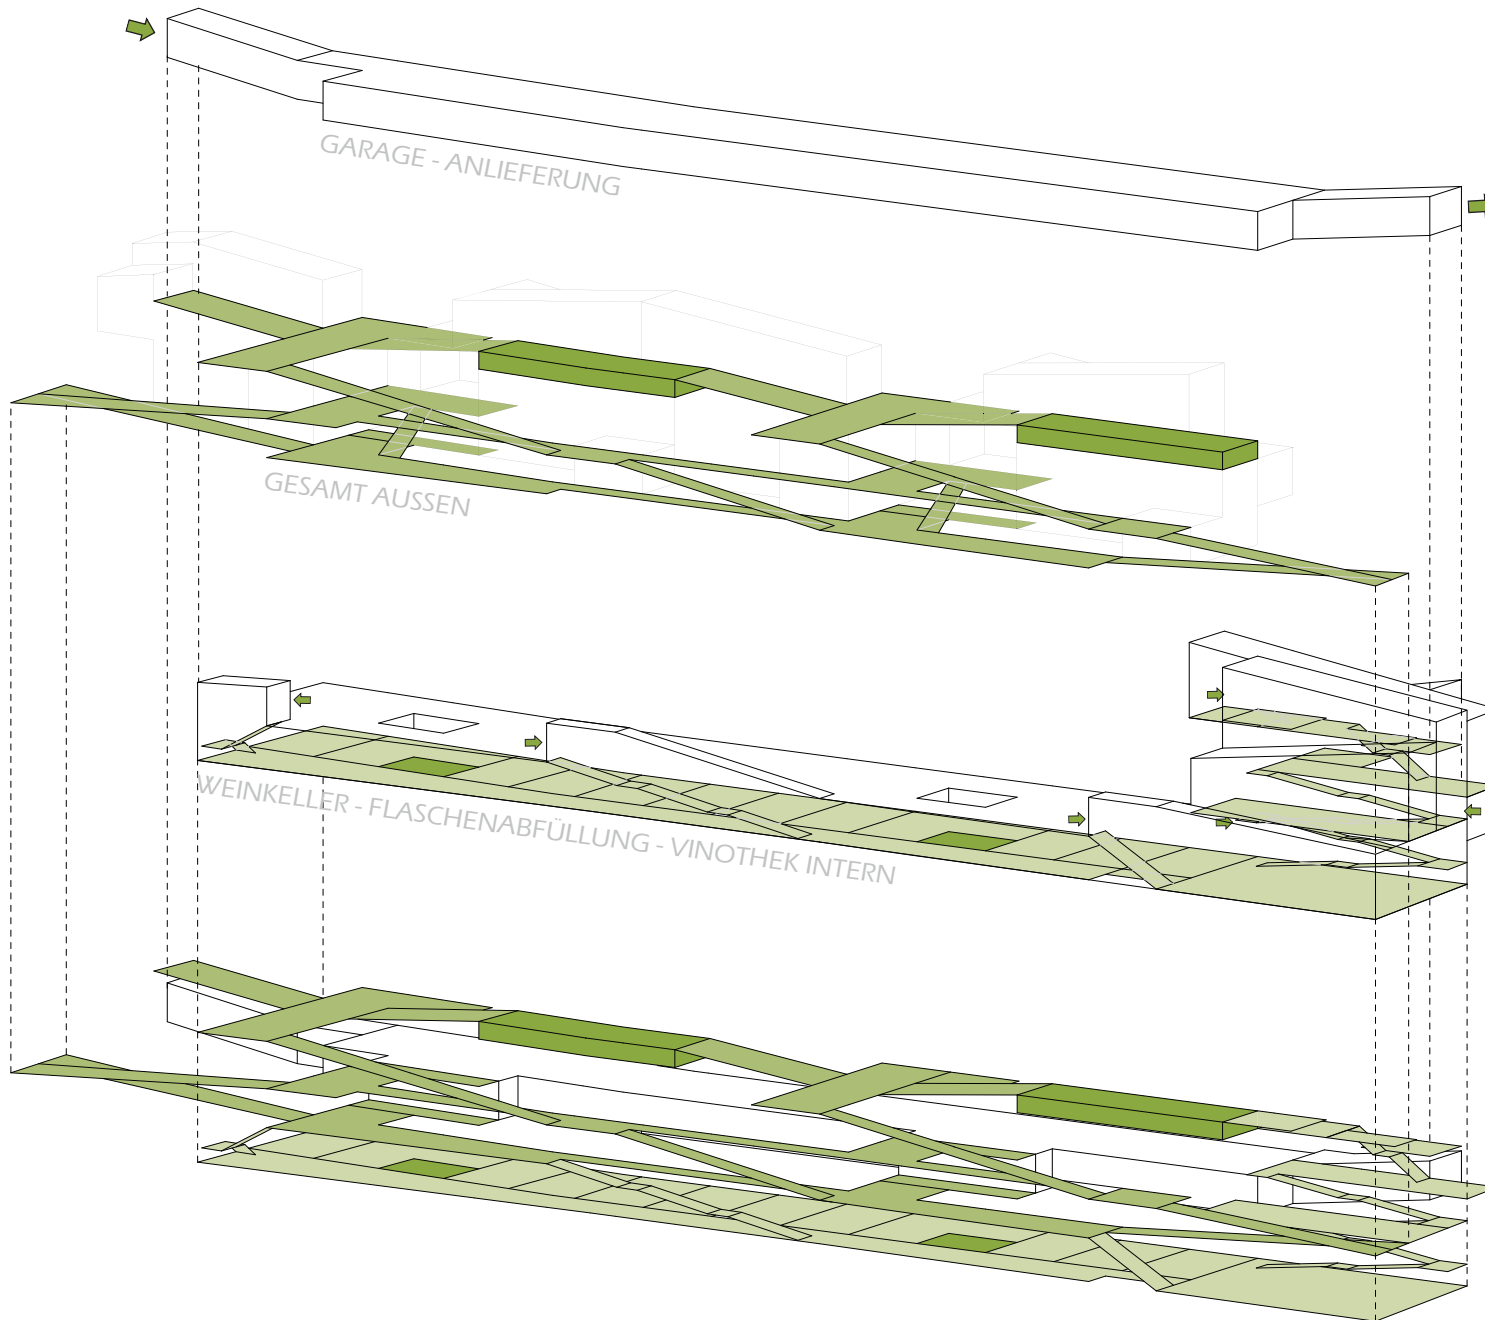 GARAGE - ANLIEFERUNG
GESAMT AUSSEN
WEINKELLER - FLASCHENABFÜLLUNG - VINOTHEK INTERN